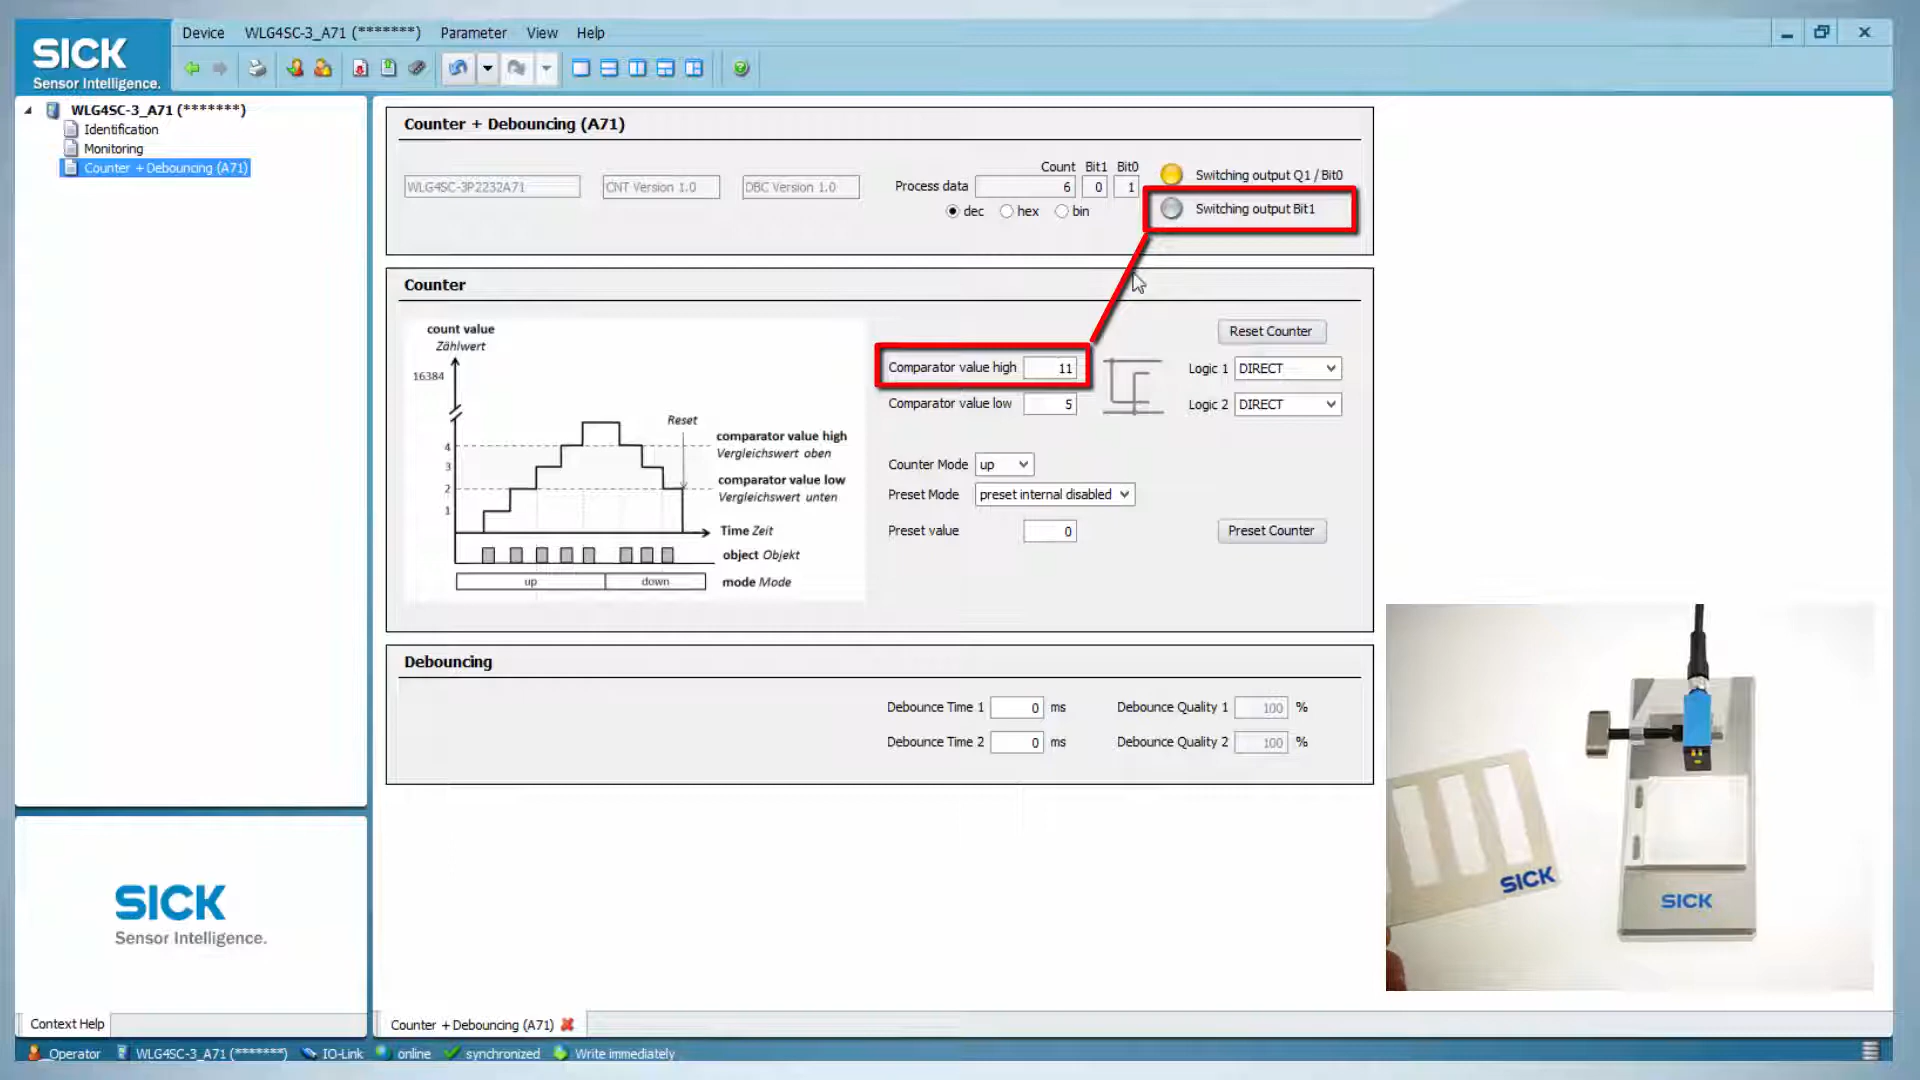 SICK
Sensor Intelligence.
Device WLG4SC-3_A71 (*******) Parameter View Help
WLG4SC-3_A71 (*******)
Identification
Monitoring
Counter + Debouncing (A71)
Counter + Debouncing (A71)
WLG4SC-3P2232A71 CNT Version 1.0 DBC Version 1.0
Count Bit1 Bit0
Process data 6 0 1
dec hex bin
Switching output Q1 / Bit0
Switching output Bit1
Counter
count value
Zählwert
16384
4
3
2
1
Reset
comparator value high
Vergleichswert oben
comparator value low
Vergleichswert unten
Time Zeit
object Objekt
up down mode Mode
Reset Counter
Comparator value high 11 Logic 1 DIRECT
Comparator value low 5 Logic 2 DIRECT
Counter Mode up
Preset Mode preset internal disabled
Preset value 0 Preset Counter
Debouncing
Debounce Time 1 0 ms Debounce Quality 1 100 %
Debounce Time 2 0 ms Debounce Quality 2 100 %
SICK
SICK
SICK
Sensor Intelligence.
Context Help
Counter + Debouncing (A71)
Operator WLG4SC-3_A71 (*******) IO-Link online synchronized Write immediately